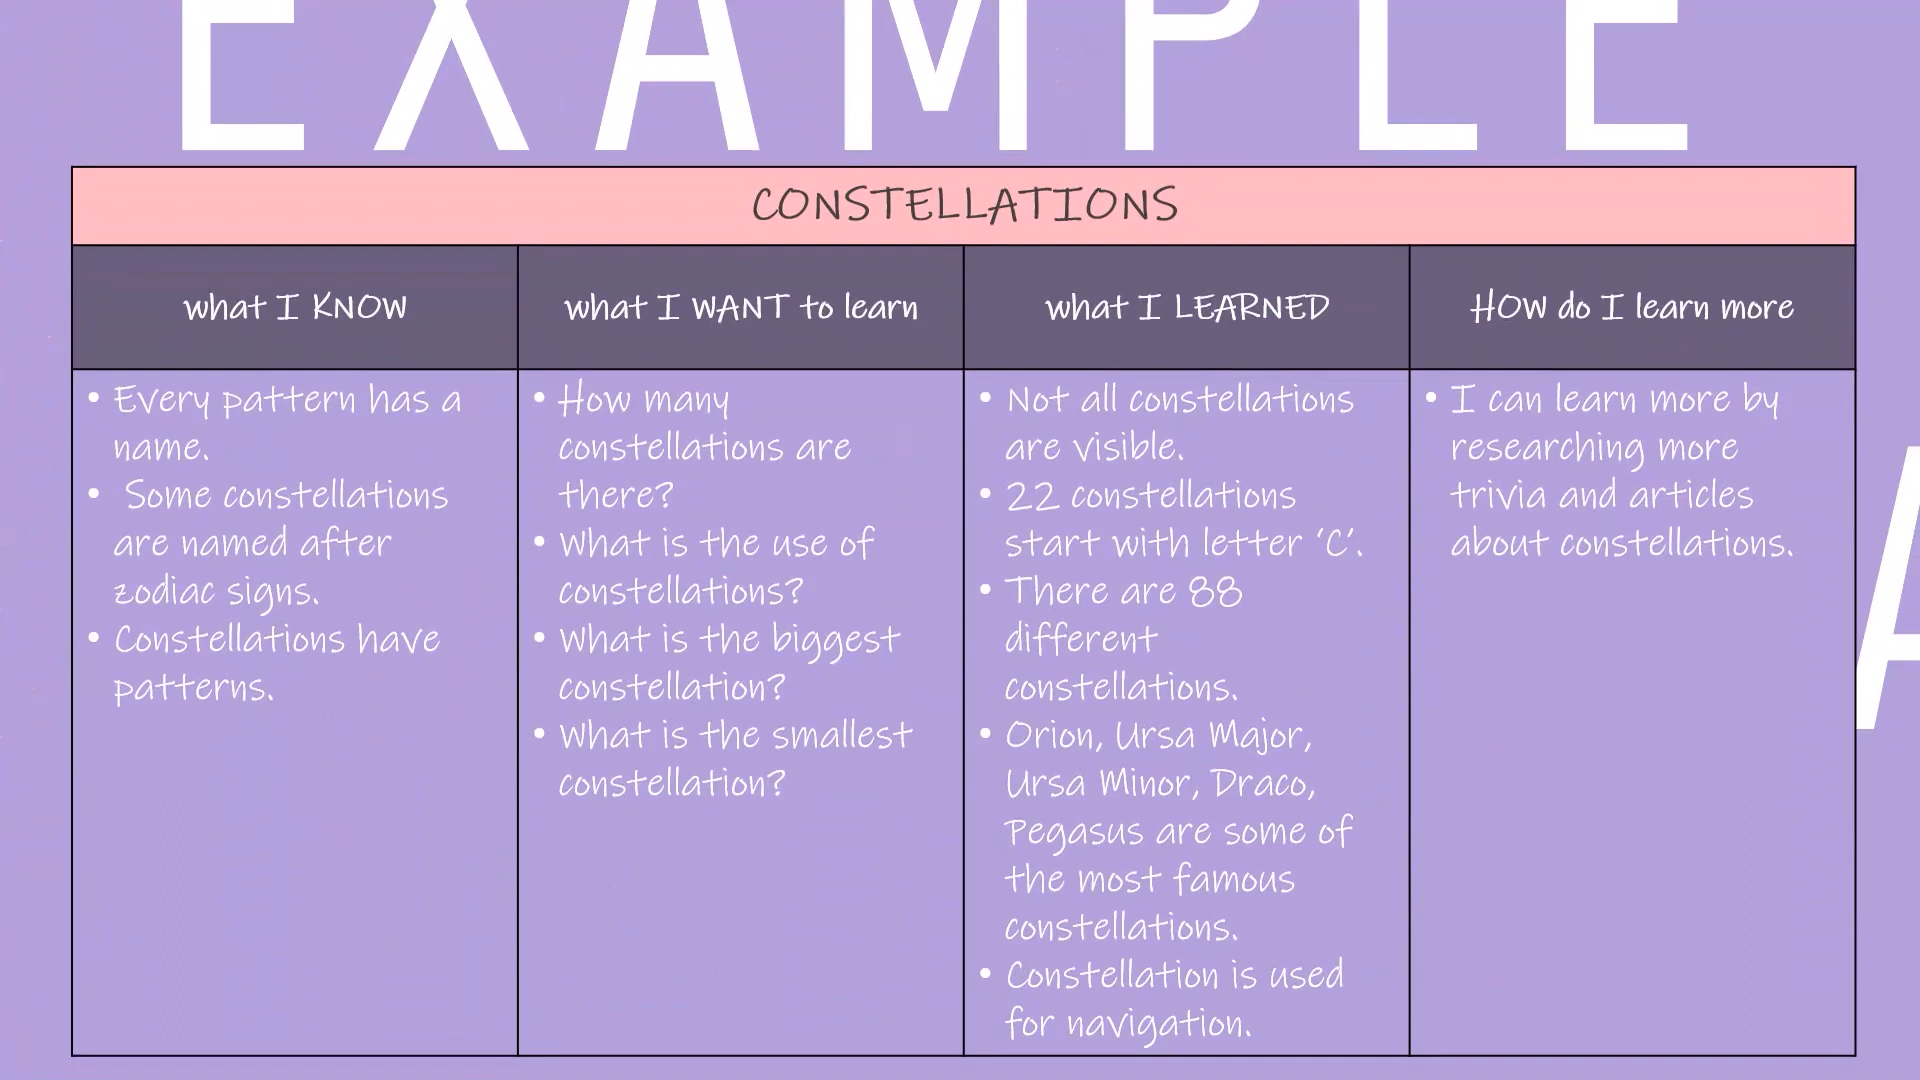 EXAMPLE
CONSTELLATIONS
what I KNOW
what I WANT to learn
what I LEARNED
HOW do I learn more
• Every pattern has a
name.
• Some constellations
are named after
zodiac signs.
• Constellations have
patterns.
• How many
constellations are
there?
• What is the use of
constellations?
• What is the biggest
constellation?
• What is the smallest
constellation?
• Not all constellations
are visible.
• 22 constellations
start with letter ‘C’.
• There are 88
different
constellations.
• Orion, Ursa Major,
Ursa Minor, Draco,
Pegasus are some of
the most famous
constellations.
• Constellation is used
for navigation.
• I can learn more by
researching more
trivia and articles
about constellations.
A